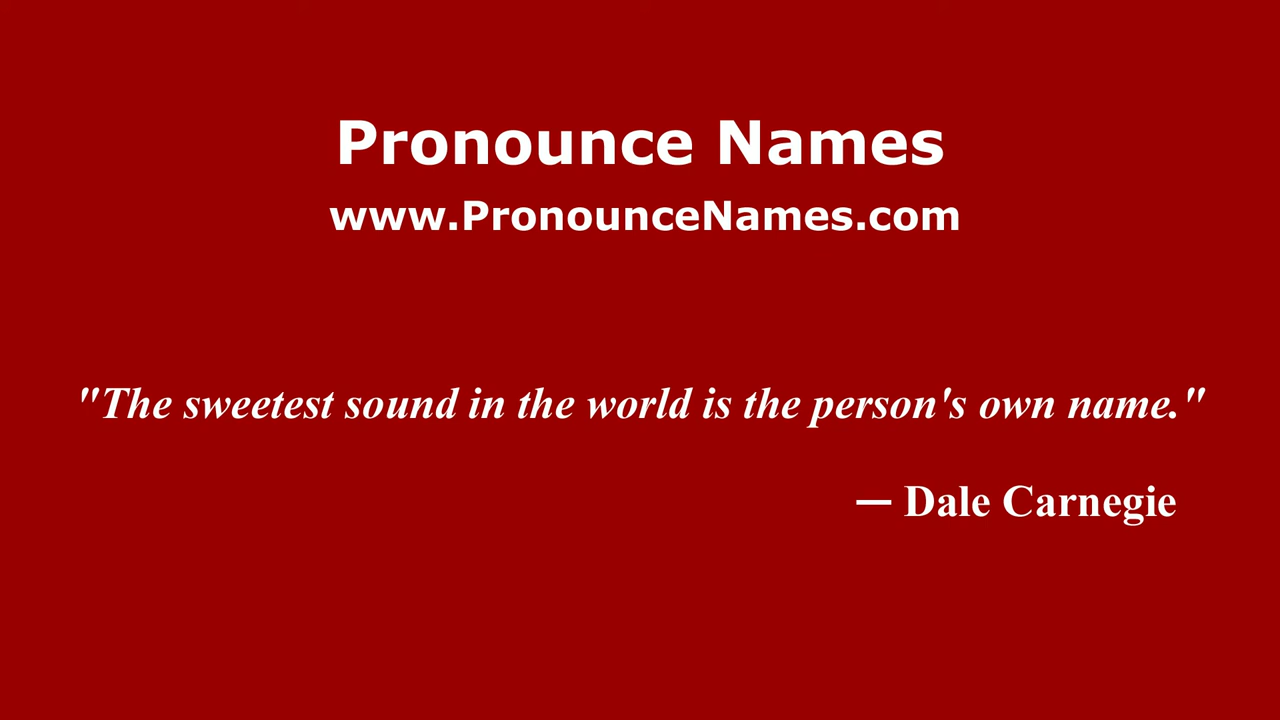 Pronounce Names
www.PronounceNames.com
"The sweetest sound in the world is the person's own name."
— Dale Carnegie